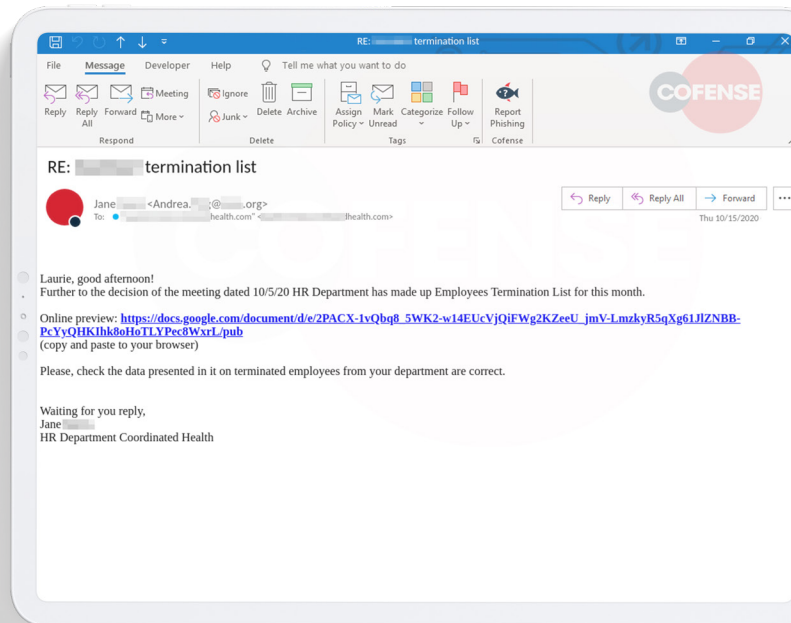 RE: termination list
COFENSE
File Message Developer Help Tell me what you want to do
Reply Reply All Forward Meeting More Ignore Junk Delete Archive Assign Policy Mark Unread Categorize Follow Up Report Phishing
Respond Delete Tags Cofense
RE: termination list
Jane <Andrea. @ .org>
To: health.com" < dhealth.com>
Reply Reply All Forward ...
Thu 10/15/2020
Laurie, good afternoon!
Further to the decision of the meeting dated 10/5/20 HR Department has made up Employees Termination List for this month.
Online preview: https://docs.google.com/document/d/e/2PACX-1vQbq8_5WK2-w14EUcVjQiFWg2KZeeU_jmV-LmzkyR5qXg61JlZNBB-
PcYyQHKIhk8oHoTLYPec8WxrL/pub
(copy and paste to your browser)
Please, check the data presented in it on terminated employees from your department are correct.
Waiting for you reply,
Jane
HR Department Coordinated Health